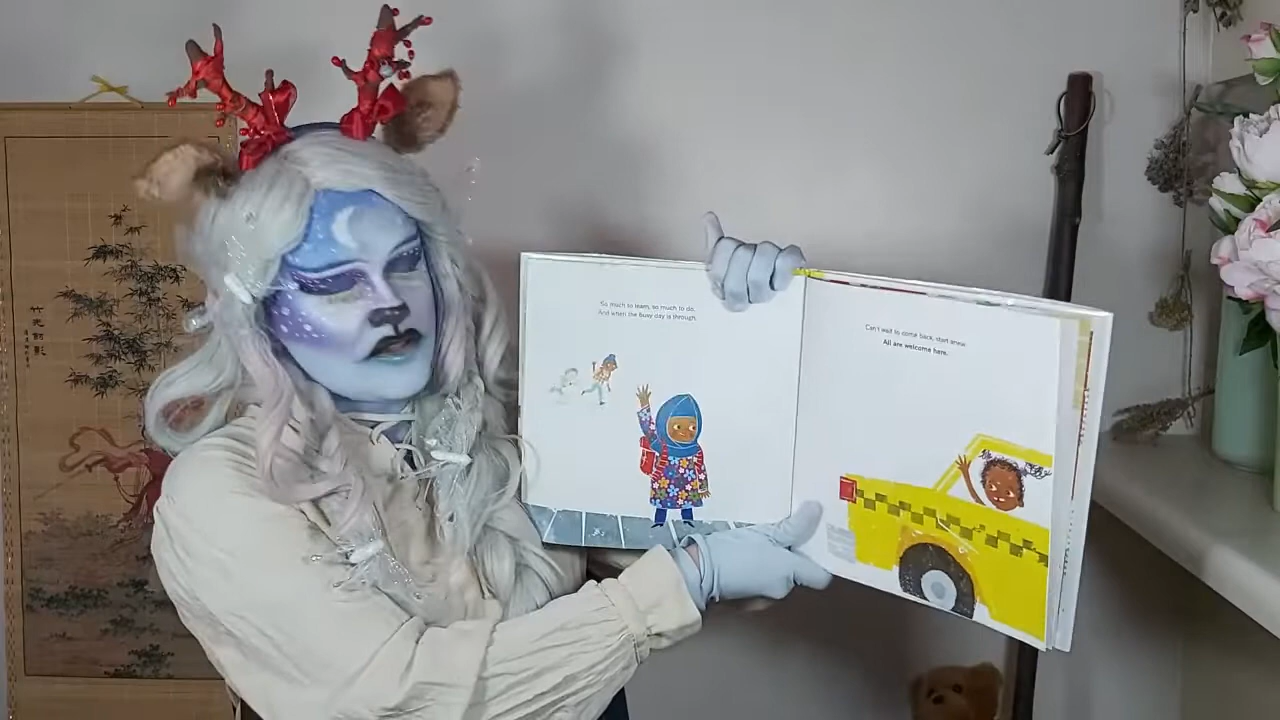 So much to learn, so much to do.
And when the busy day is through,
Can't wait to come back, start anew.
All are welcome here.